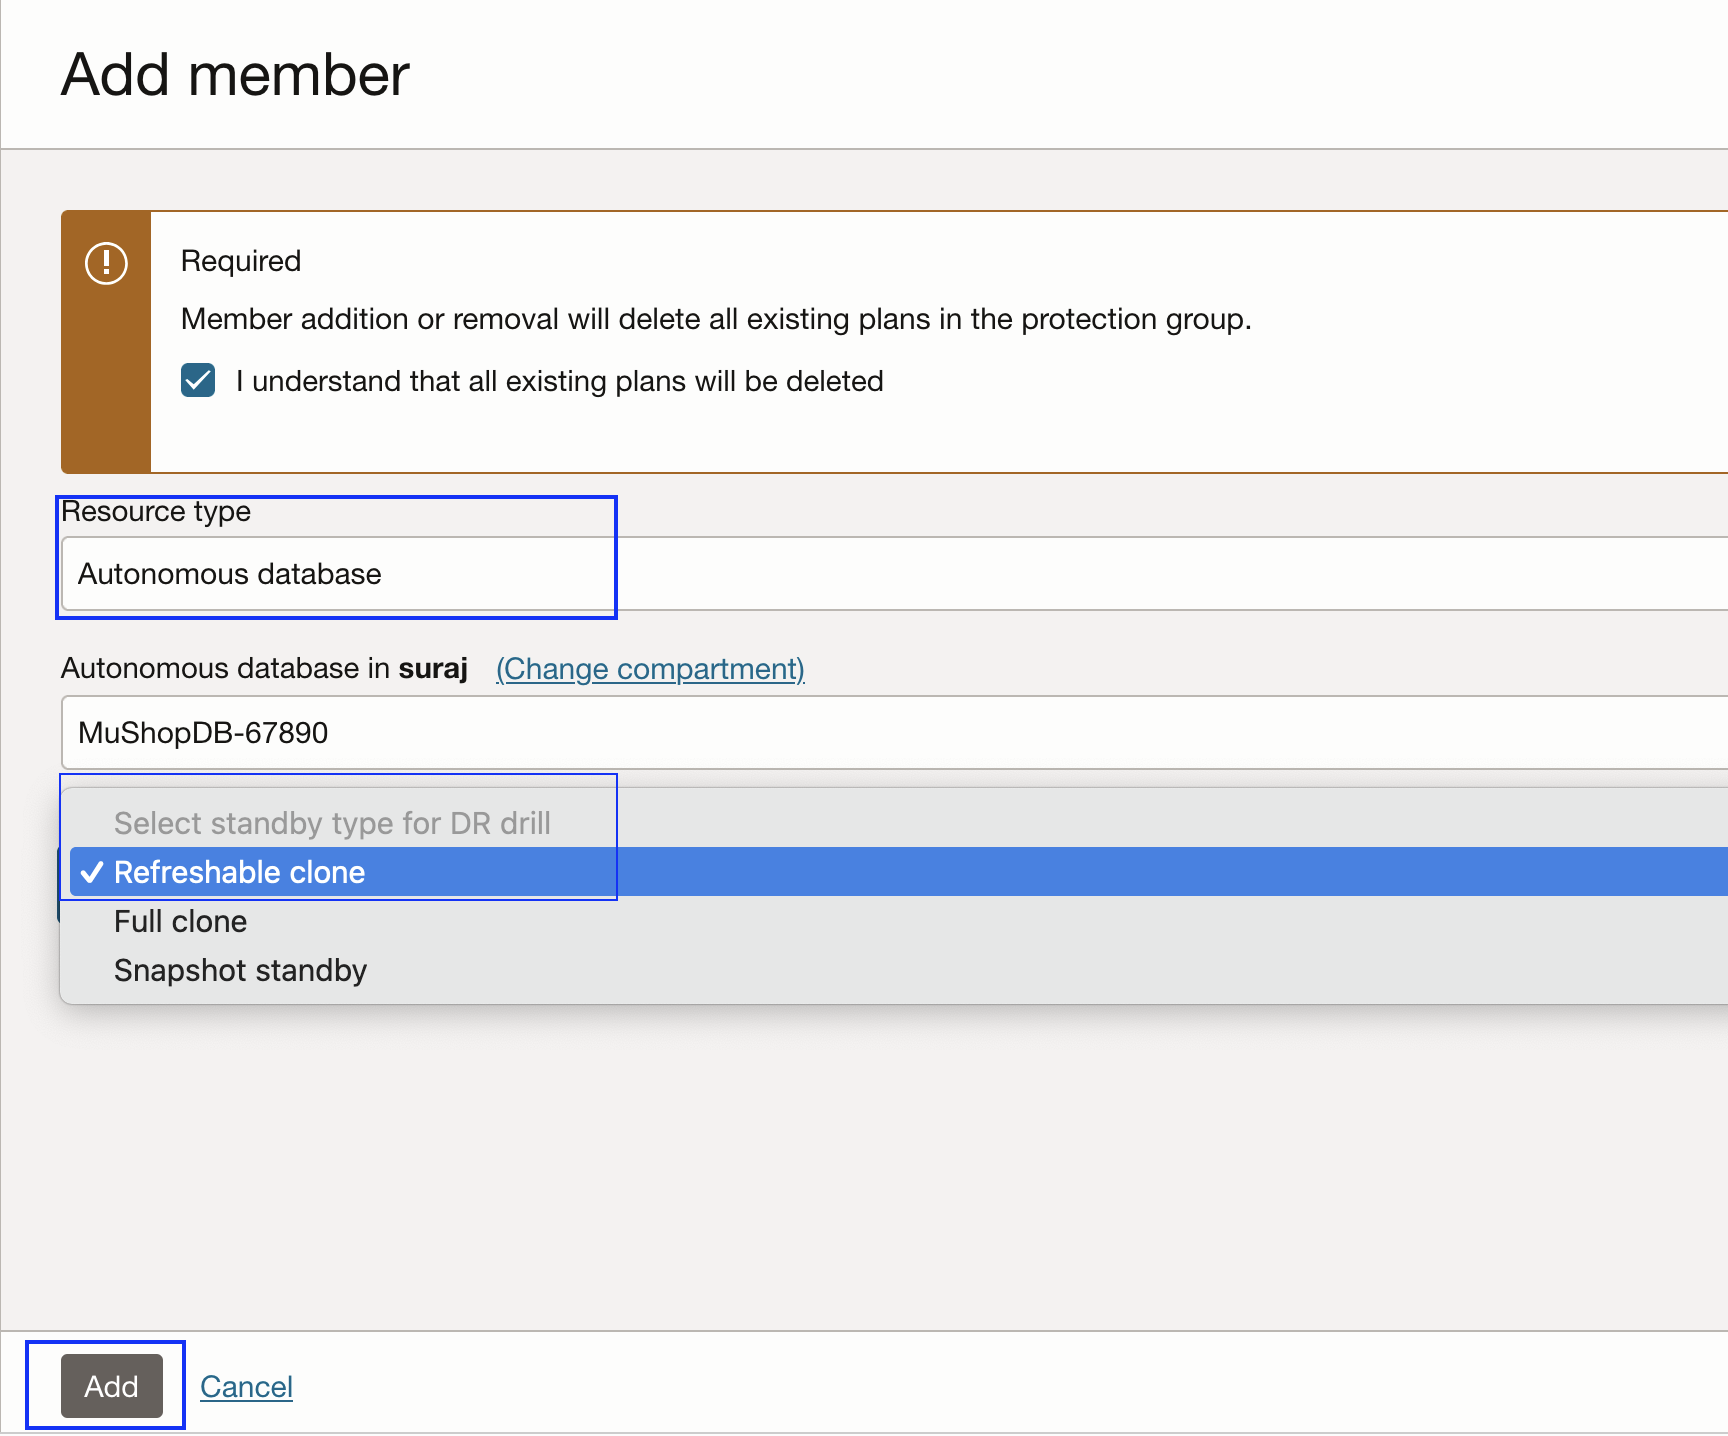 Add member
Required
Member addition or removal will delete all existing plans in the protection group.
I understand that all existing plans will be deleted
Resource type
Autonomous database
Autonomous database in suraj (Change compartment)
MuShopDB-67890
Select standby type for DR drill
Refreshable clone
Full clone
Snapshot standby
Add Cancel